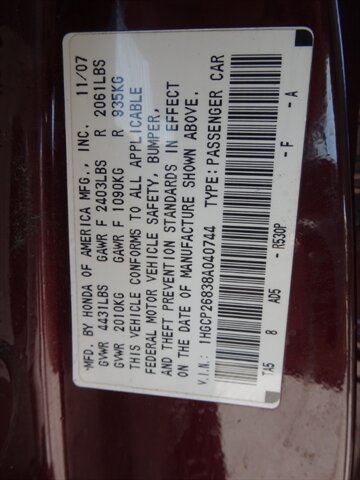 MFD. BY HONDA OF AMERICA MFG., INC. 11/07
GVWR 4431LBS GAWR F 2403LBS R 2061LBS
GVWR 2010KG GAWR F 1090KG R 935KG
THIS VEHICLE CONFORMS TO ALL APPLICABLE
FEDERAL MOTOR VEHICLE SAFETY, BUMPER,
AND THEFT PREVENTION STANDARDS IN EFFECT
ON THE DATE OF MANUFACTURE SHOWN ABOVE.
V.I.N.: 1HGCP26838A040744 TYPE: PASSENGER CAR
TA5 8 AD5 - R530P - F - A